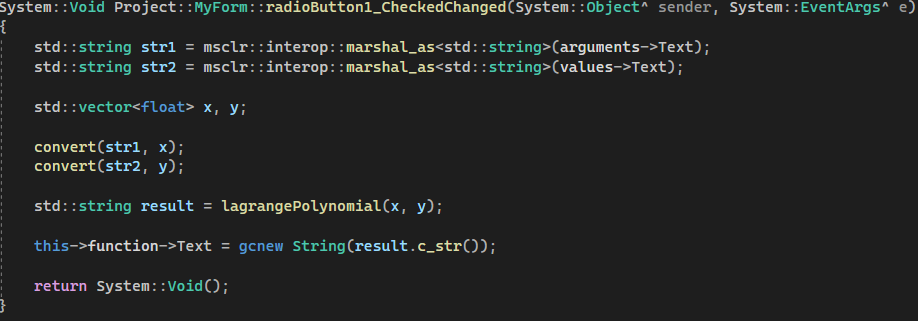 System::Void Project::MyForm::radioButton1_CheckedChanged(System::Object^ sender, System::EventArgs^ e)
{
std::string str1 = msclr::interop::marshal_as<std::string>(arguments->Text);
std::string str2 = msclr::interop::marshal_as<std::string>(values->Text);
std::vector<float> x, y;
convert(str1, x);
convert(str2, y);
std::string result = lagrangePolynomial(x, y);
this->function->Text = gcnew String(result.c_str());
return System::Void();
}